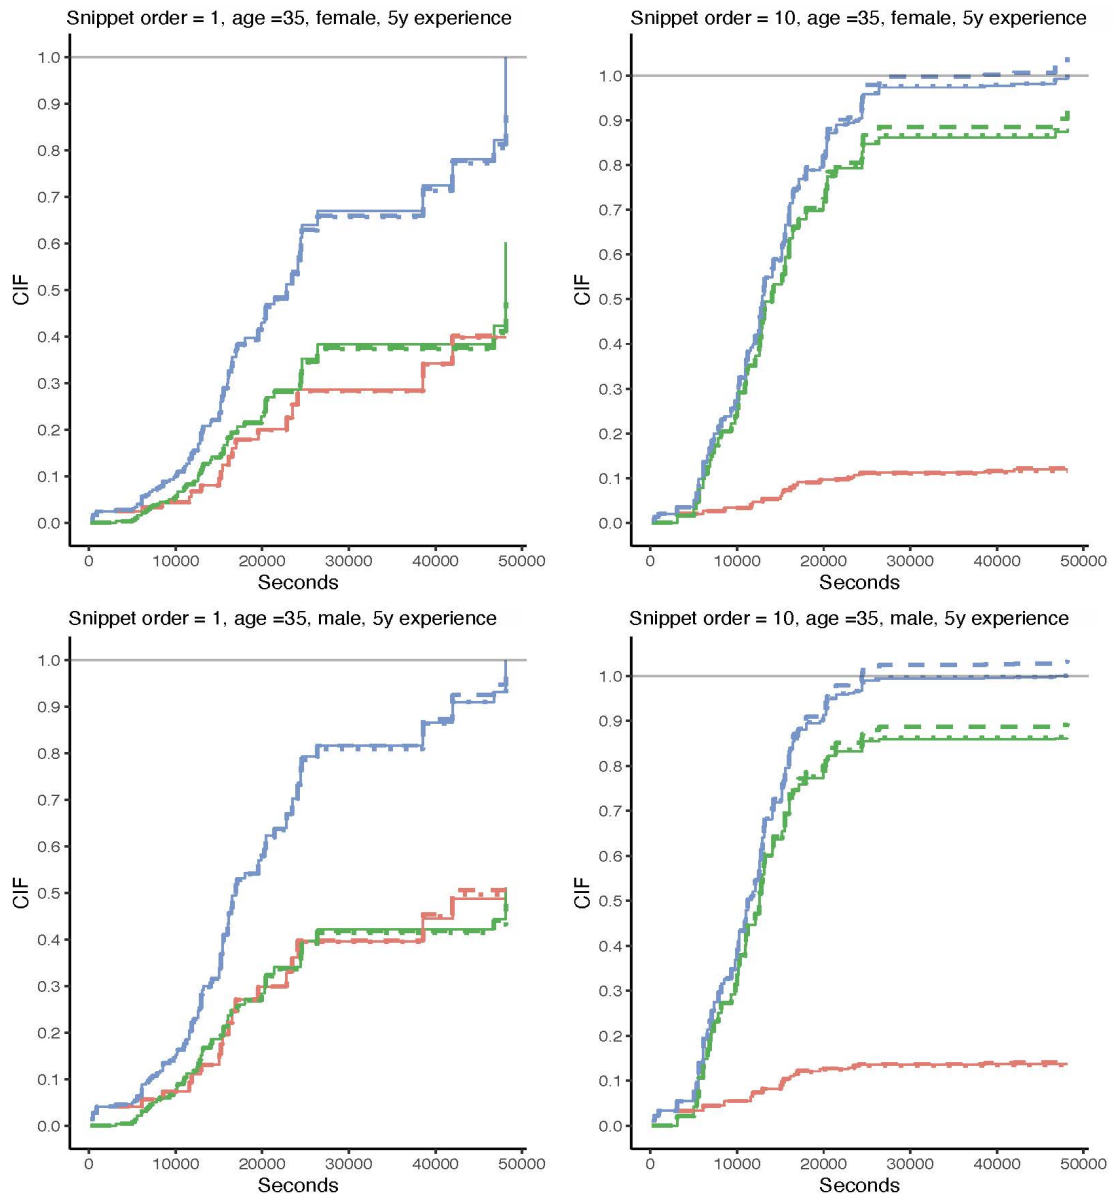 Snippet order = 1, age =35, female, 5y experience
1.0
0.9
0.8
0.7
0.6
0.5
0.4
0.3
0.2
0.1
0.0
CIF
0 10000 20000 30000 40000 50000
Seconds
Snippet order = 10, age =35, female, 5y experience
1.0
0.9
0.8
0.7
0.6
0.5
0.4
0.3
0.2
0.1
0.0
CIF
0 10000 20000 30000 40000 50000
Seconds
Snippet order = 1, age =35, male, 5y experience
1.0
0.9
0.8
0.7
0.6
0.5
0.4
0.3
0.2
0.1
0.0
CIF
0 10000 20000 30000 40000 50000
Seconds
Snippet order = 10, age =35, male, 5y experience
1.0
0.9
0.8
0.7
0.6
0.5
0.4
0.3
0.2
0.1
0.0
CIF
0 10000 20000 30000 40000 50000
Seconds